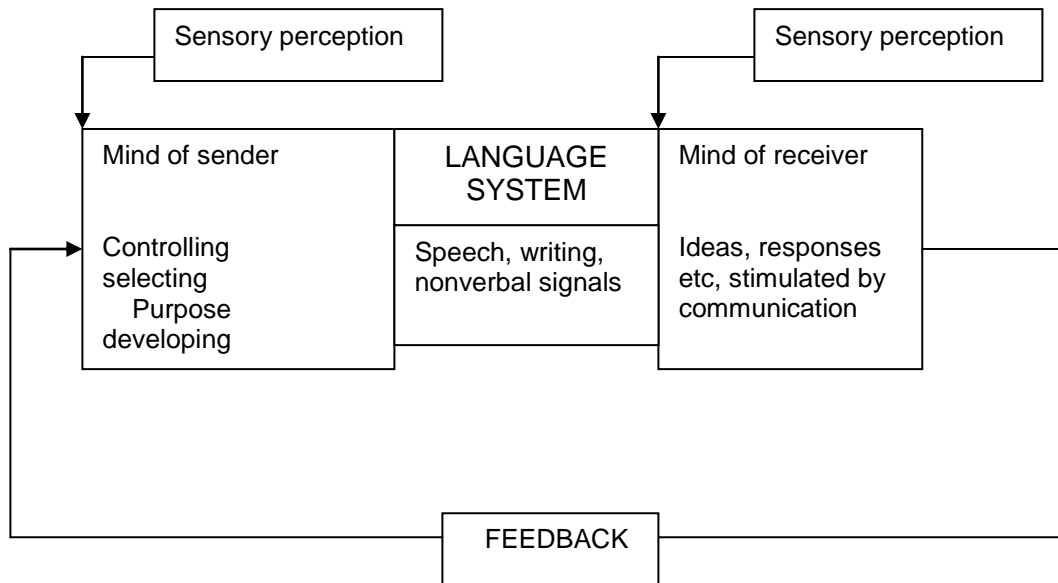 Sensory perception
Sensory perception
Mind of sender
Controlling
selecting
Purpose
developing
LANGUAGE
SYSTEM
Speech, writing,
nonverbal signals
Mind of receiver
Ideas, responses
etc, stimulated by
communication
FEEDBACK